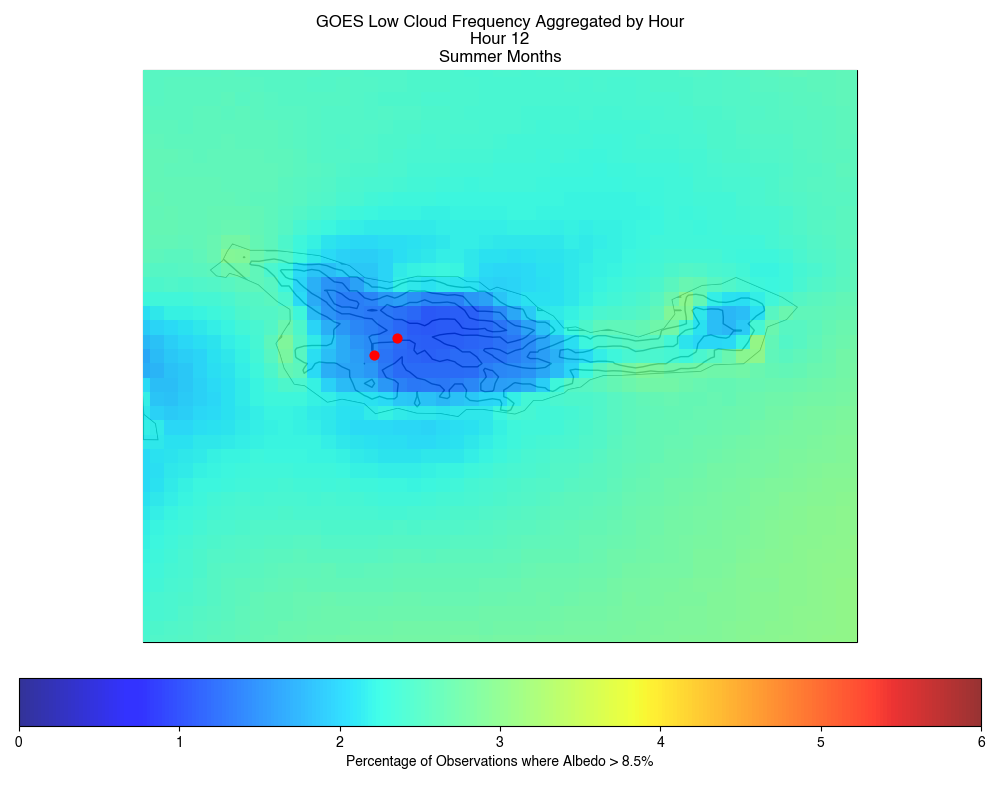 GOES Low Cloud Frequency Aggregated by Hour
Hour 12
Summer Months
0 1 2 3 4 5 6
Percentage of Observations where Albedo > 8.5%